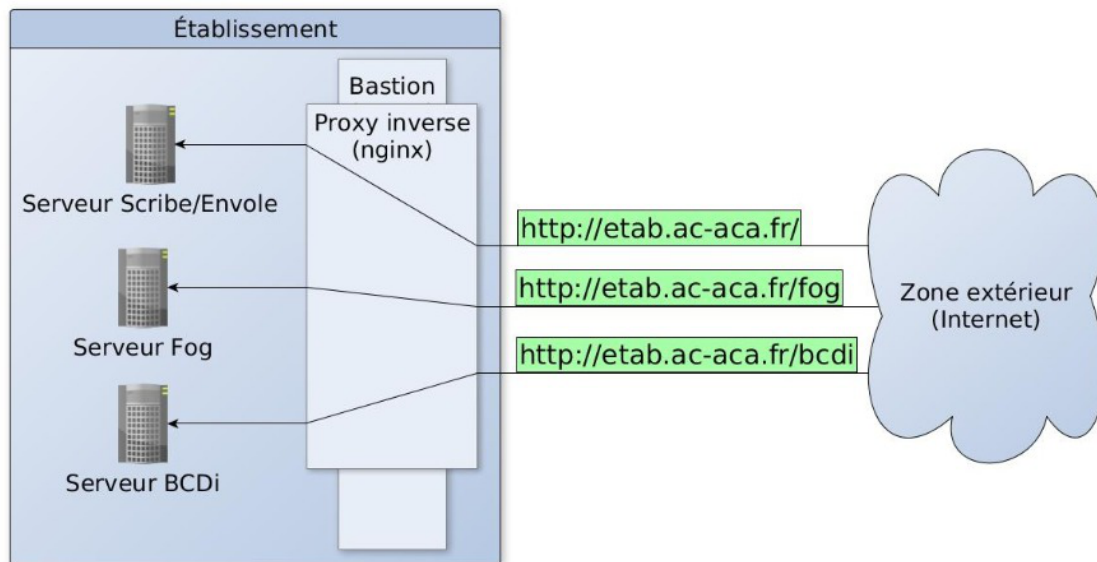 Établissement
Bastion
Proxy inverse
(nginx)
Serveur Scribe/Envole
Serveur Fog
Serveur BCDi
http://etab.ac-aca.fr/
http://etab.ac-aca.fr/fog
http://etab.ac-aca.fr/bcdi
Zone extérieur
(Internet)